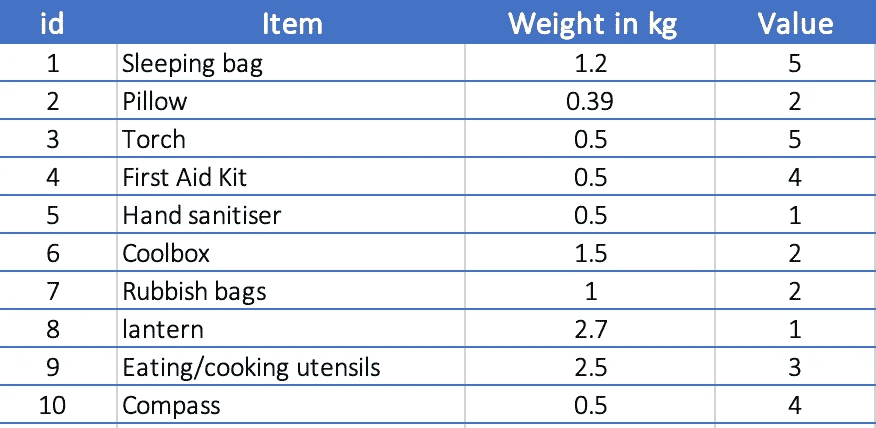 id Item Weight in kg Value
1 Sleeping bag 1.2 5
2 Pillow 0.39 2
3 Torch 0.5 5
4 First Aid Kit 0.5 4
5 Hand sanitiser 0.5 1
6 Coolbox 1.5 2
7 Rubbish bags 1 2
8 lantern 2.7 1
9 Eating/cooking utensils 2.5 3
10 Compass 0.5 4